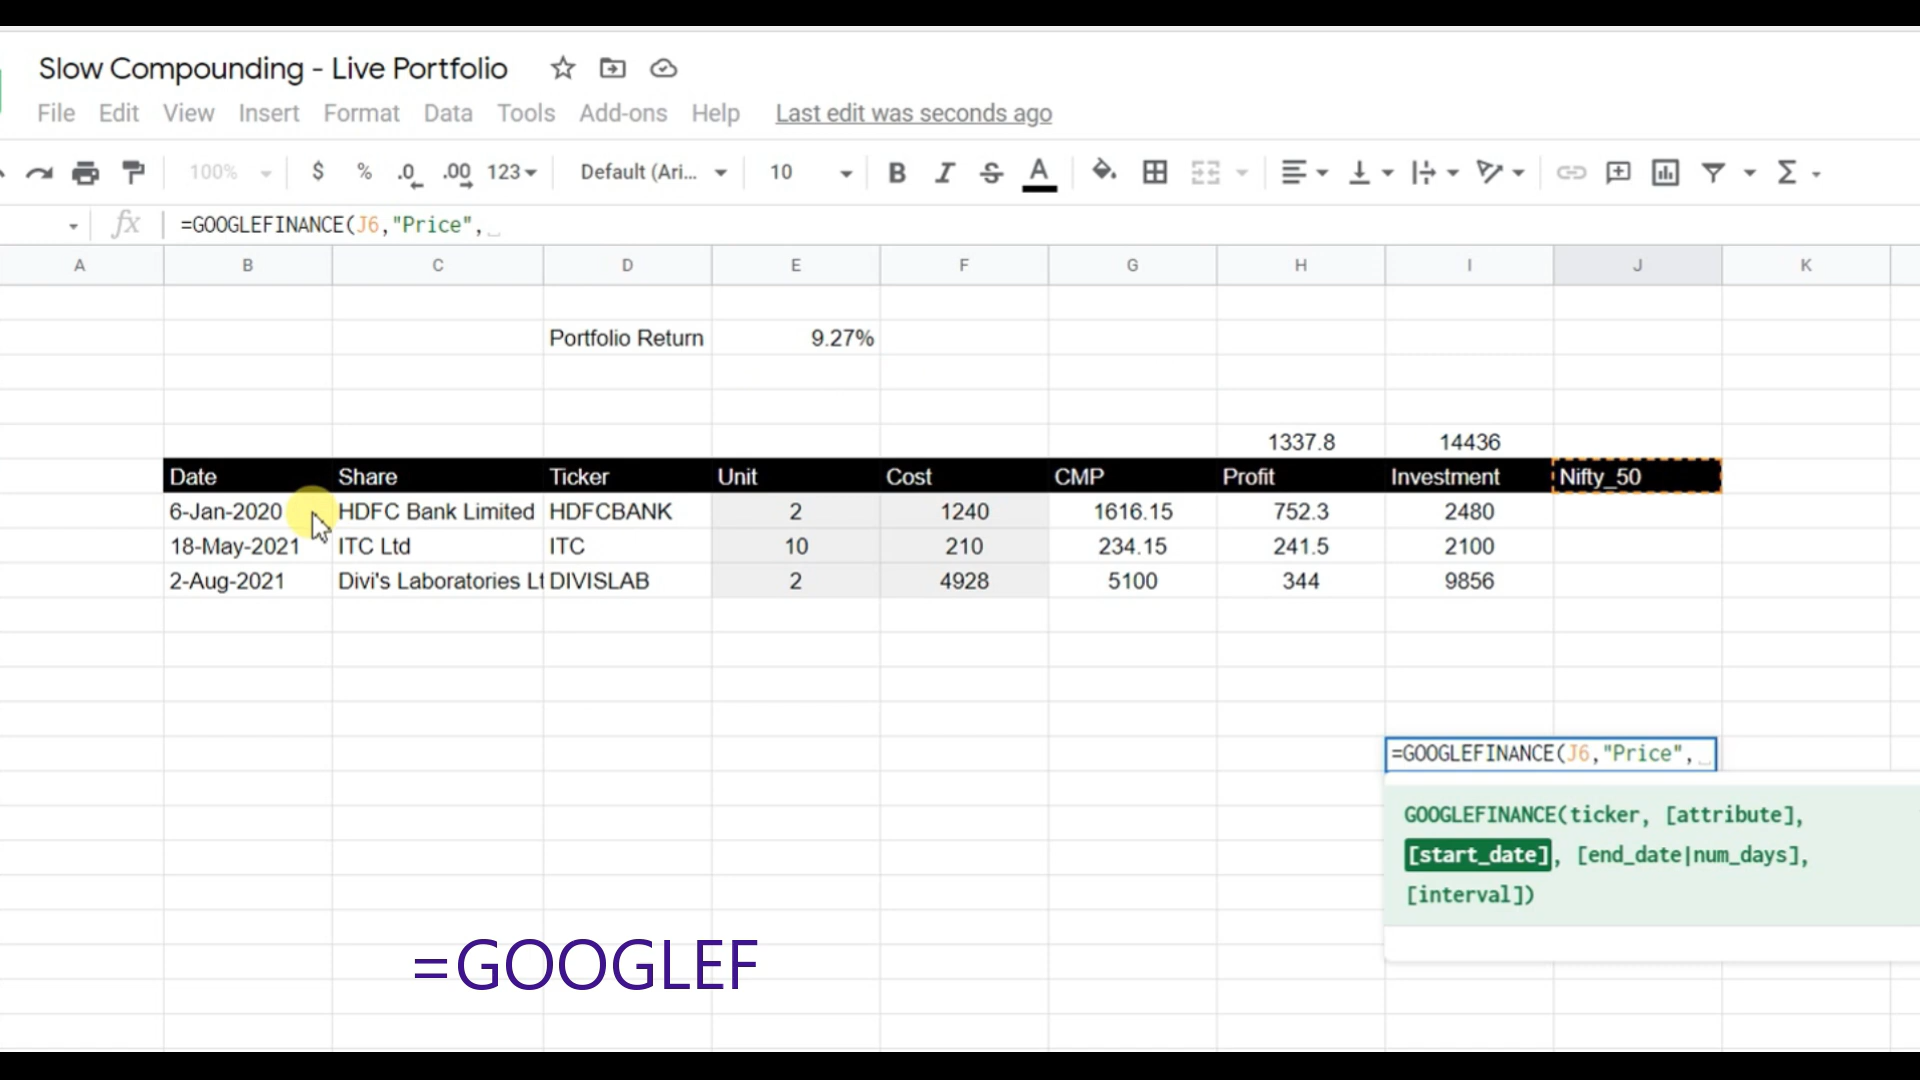 Slow Compounding - Live Portfolio
File Edit View Insert Format Data Tools Add-ons Help Last edit was seconds ago
100% $ % .0 .00 123 Default (Ari... 10 B I S A
fx =GOOGLEFINANCE(J6,"Price",
A B C D E F G H I J K
Portfolio Return 9.27%
1337.8 14436
Date Share Ticker Unit Cost CMP Profit Investment Nifty_50
6-Jan-2020 HDFC Bank Limited HDFCBANK 2 1240 1616.15 752.3 2480
18-May-2021 ITC Ltd ITC 10 210 234.15 241.5 2100
2-Aug-2021 Divi's Laboratories Lt DIVISLAB 2 4928 5100 344 9856
=GOOGLEFINANCE(J6,"Price",
GOOGLEFINANCE(ticker, [attribute],
[start_date], [end_date|num_days],
[interval])
=GOOGLEF